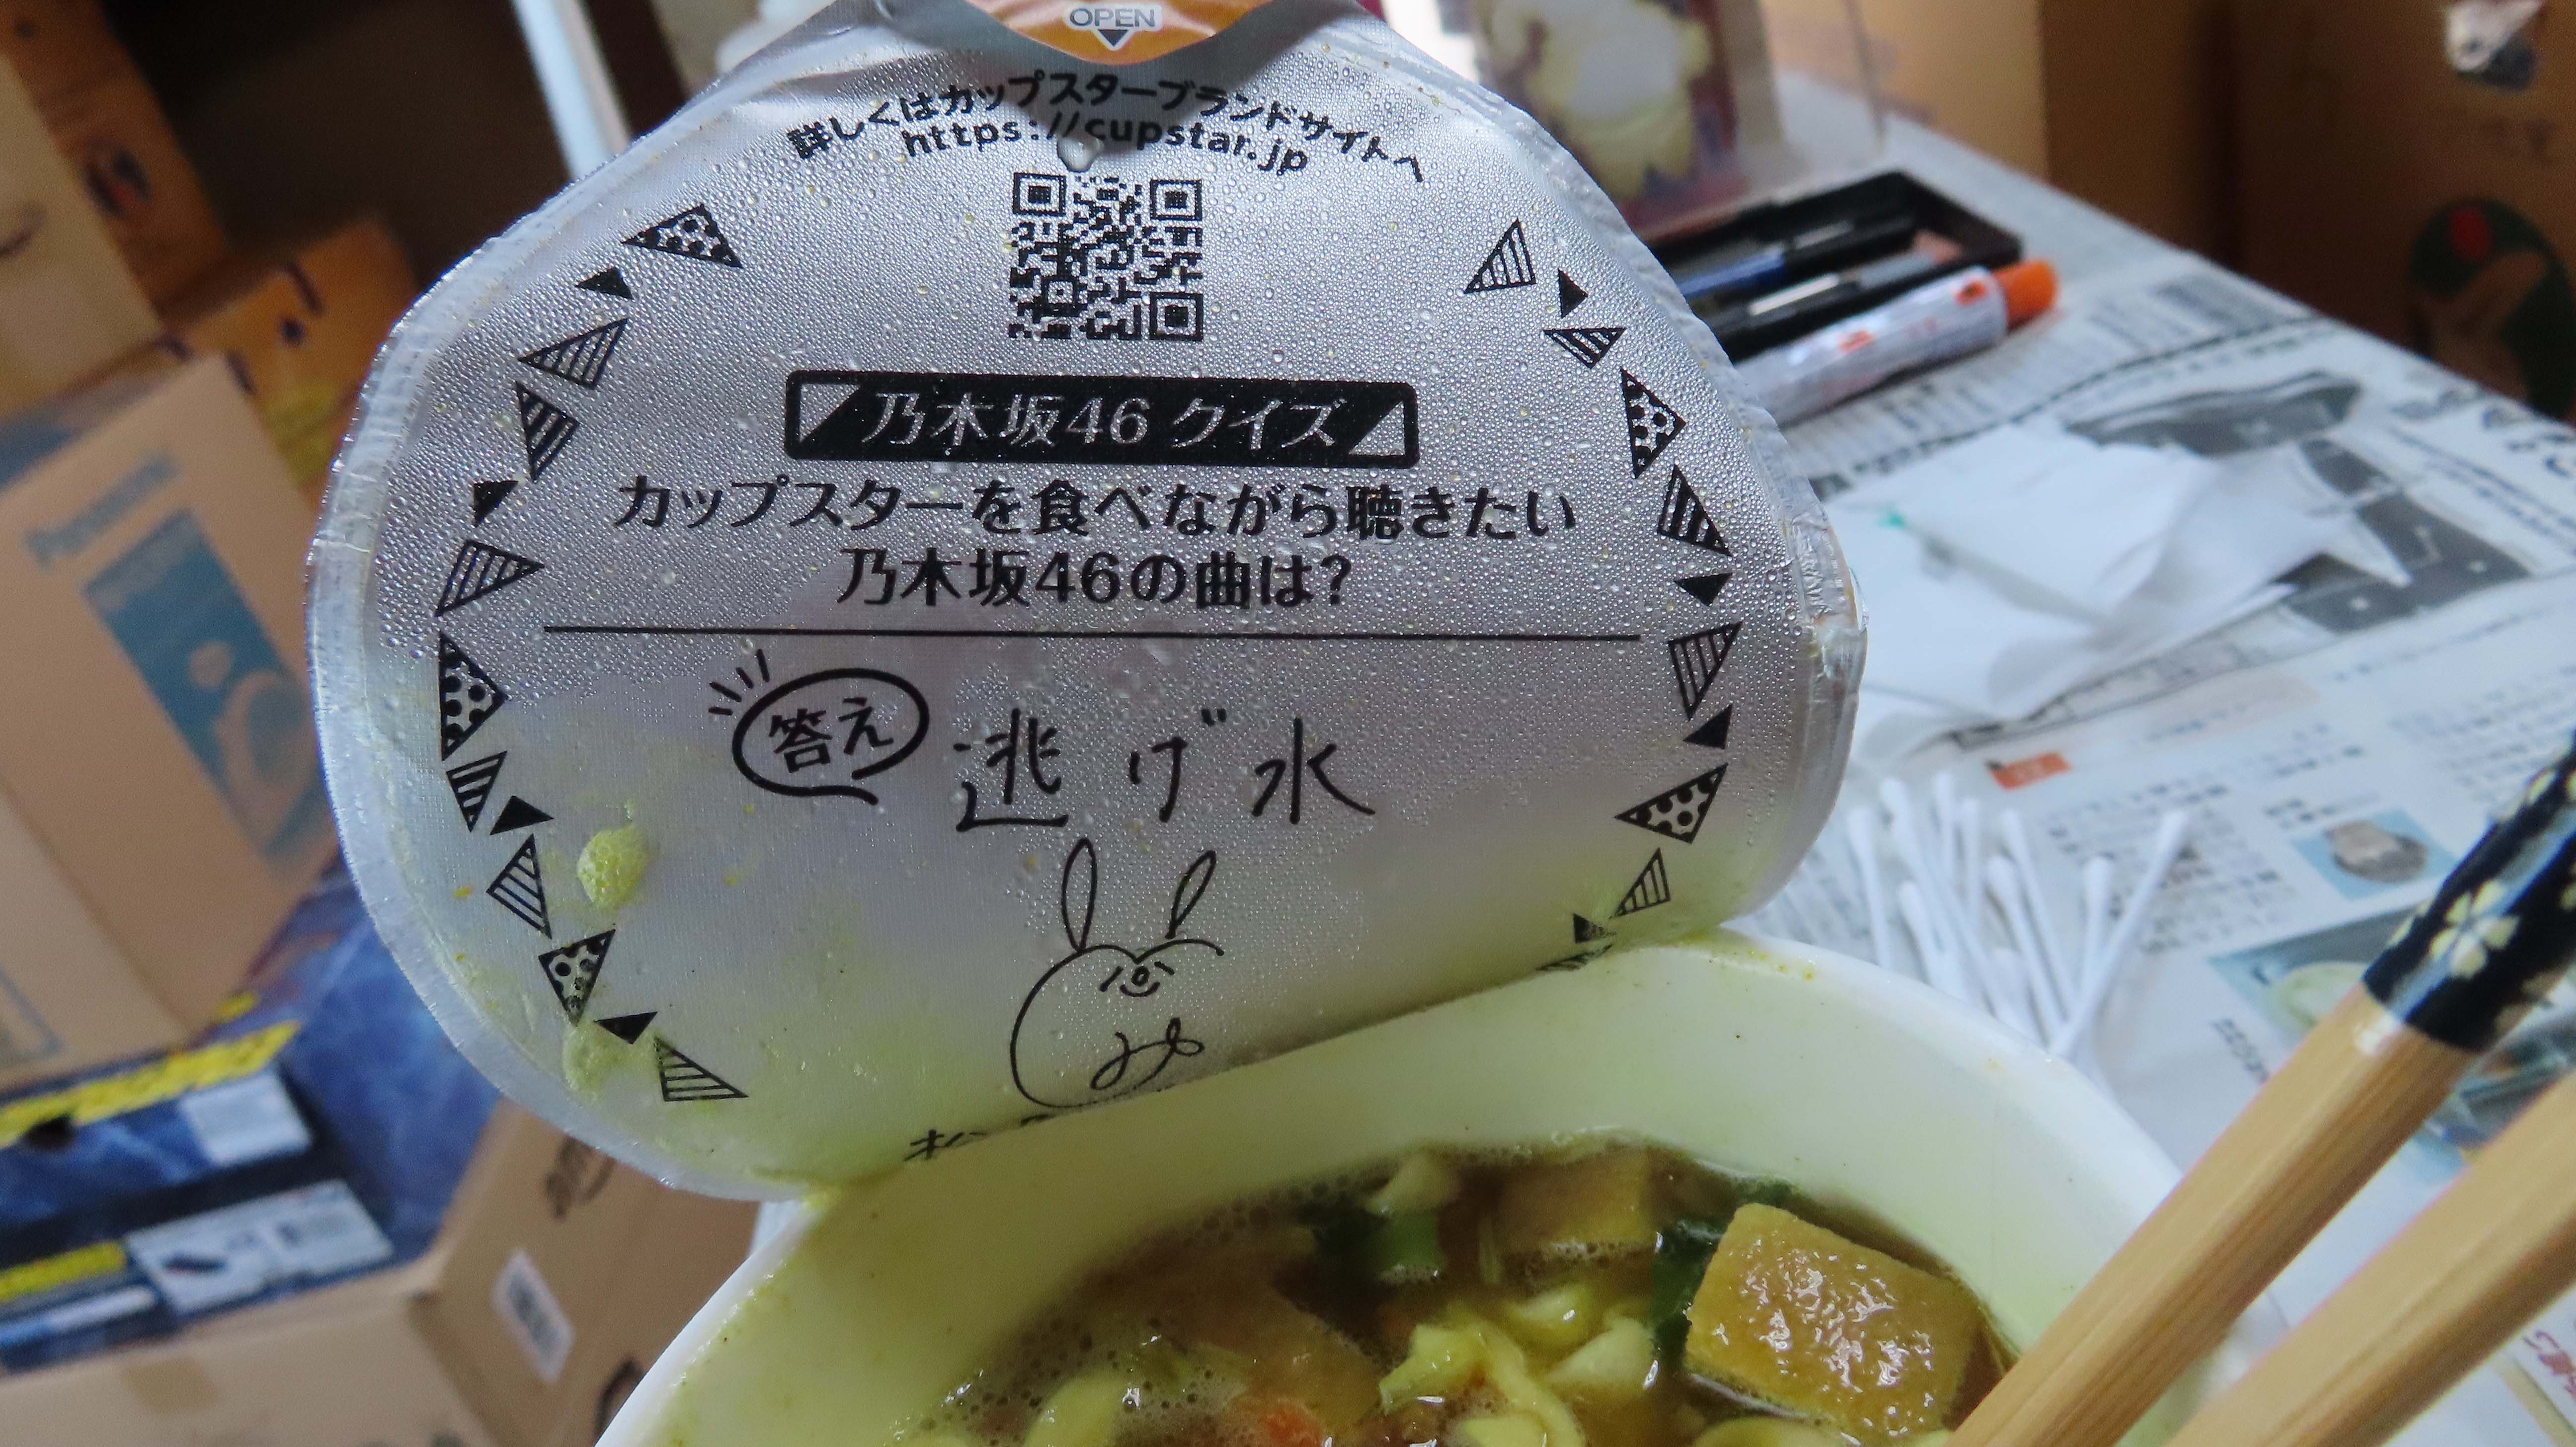 OPEN
詳しくはカップスターブランドサイトへ
https://cupstar.jp
乃木坂46 クイズ
カップスターを食べながら聴きたい
乃木坂46の曲は?
答え 逃げ水
み